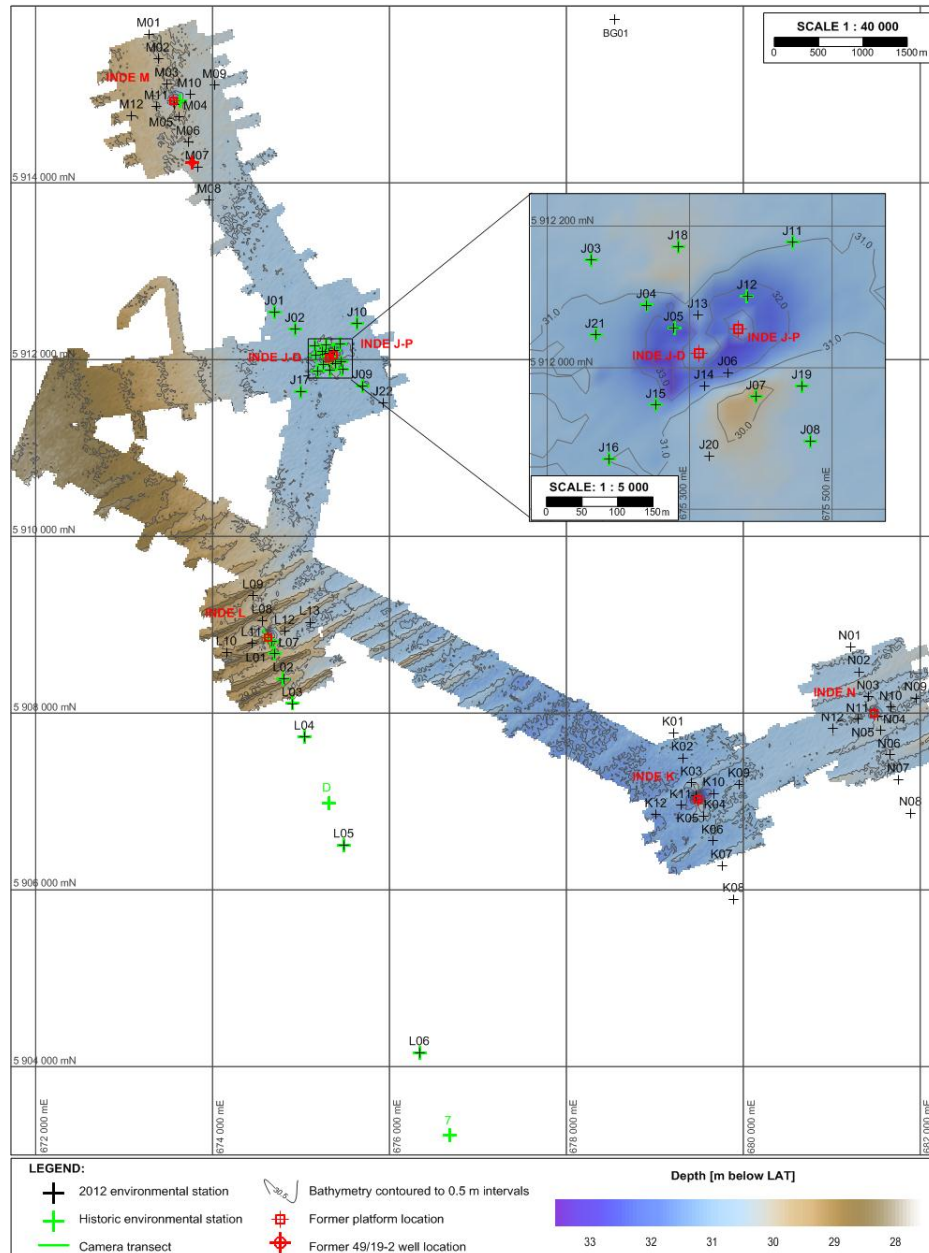 M01
M02
M03
INDE M
M10
M09
M11
M12
M04
M05
M06
M07
M08
BG01
SCALE 1 : 40 000
0 500 1000 1500m
5 914 000 mN
5 912 200 mN
J18
J11
J03
31.0
J12
J04
J13
32.0
31.0
J05
J21
INDE J-P
INDE J-D
31.0
5 912 000 mN
J06
33.0
J14
J07
J19
J15
30.0
31.0
J08
J16
J20
SCALE: 1 : 5 000
0 50 100 150m
675 300 mE
675 500 mE
J01
J02
J10
5 912 000 mN
INDE J-D
INDE J-P
J17
J09
J22
5 910 000 mN
L09
INDE L
L08
L13
L12
L11
L10
L07
L01
L02
L03
L04
D
L05
5 908 000 mN
N01
N02
INDE N
N03
N09
N10
N11
N12
N04
N05
N06
N07
N08
K01
K02
INDE K
K03
K09
K10
K11
K12
K04
K05
K06
K07
K08
5 906 000 mN
L06
5 904 000 mN
7
672 000 mE
674 000 mE
676 000 mE
678 000 mE
680 000 mE
682 000 mE
LEGEND:
2012 environmental station
Historic environmental station
Camera transect
30.5
Bathymetry contoured to 0.5 m intervals
Former platform location
Former 49/19-2 well location
Depth [m below LAT]
33 32 31 30 29 28